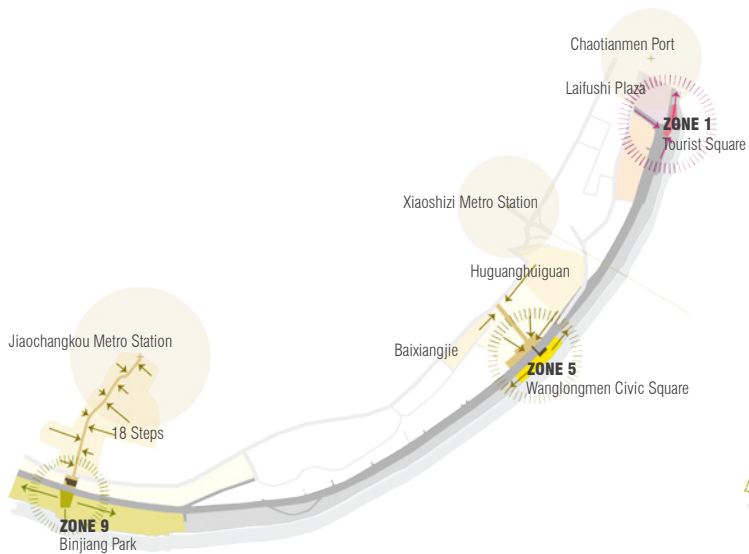 Chaotianmen Port
Laifushi Plaza
ZONE 1
Tourist Square
Xiaoshizi Metro Station
Huguanghuiguan
Baixiangjie
ZONE 5
Wanglongmen Civic Square
Jiaochangkou Metro Station
18 Steps
ZONE 9
Binjiang Park